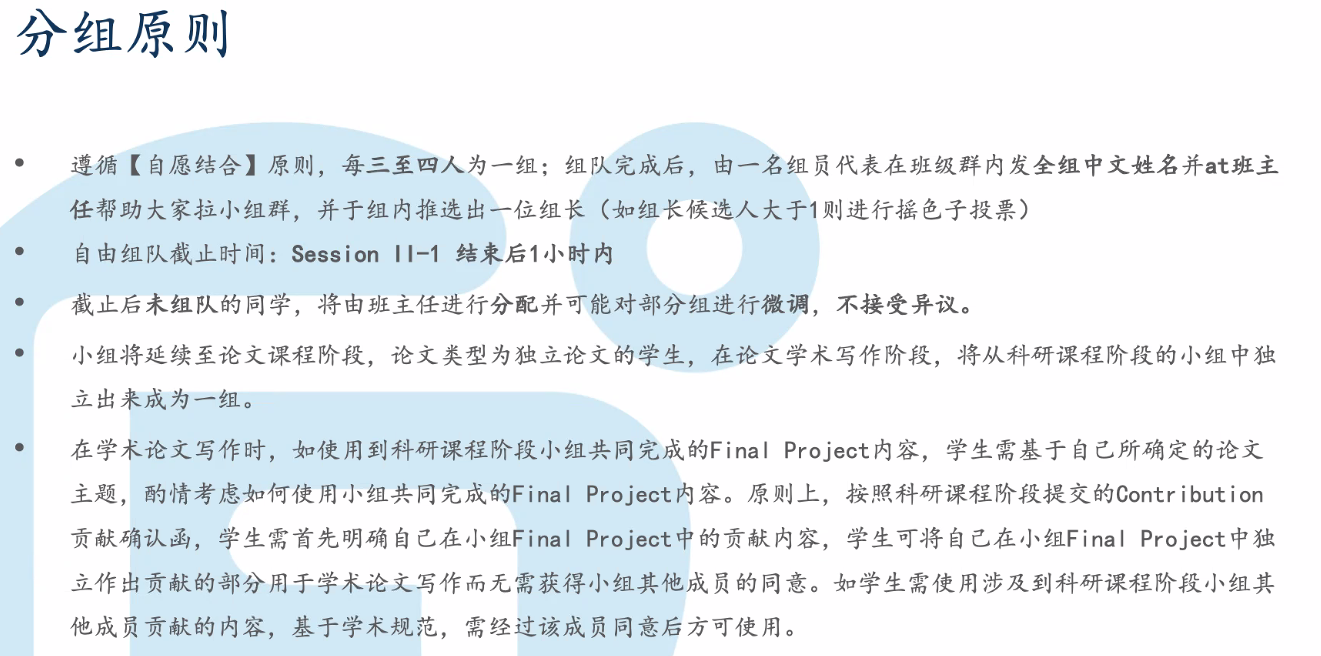 分组原则
• 遵循【自愿结合】原则，每三至四人为一组；组队完成后，由一名组员代表在班级群内发全组中文姓名并at班主
任帮助大家拉小组群，并于组内推选出一位组长（如组长候选人大于1则进行摇色子投票）
• 自由组队截止时间：Session II-1 结束后1小时内
• 截止后未组队的同学，将由班主任进行分配并可能对部分组进行微调，不接受异议。
• 小组将延续至论文课程阶段，论文类型为独立论文的学生，在论文学术写作阶段，将从科研课程阶段的小组中独
立出来成为一组。
• 在学术论文写作时，如使用到科研课程阶段小组共同完成的Final Project内容，学生需基于自己所确定的论文
主题，酌情考虑如何使用小组共同完成的Final Project内容。原则上，按照科研课程阶段提交的Contribution
贡献确认函，学生需首先明确自己在小组Final Project中的贡献内容，学生可将自己在小组Final Project中独
立作出贡献的部分用于学术论文写作而无需获得小组其他成员的同意。如学生需使用涉及到科研课程阶段小组其
他成员贡献的内容，基于学术规范，需经过该成员同意后方可使用。